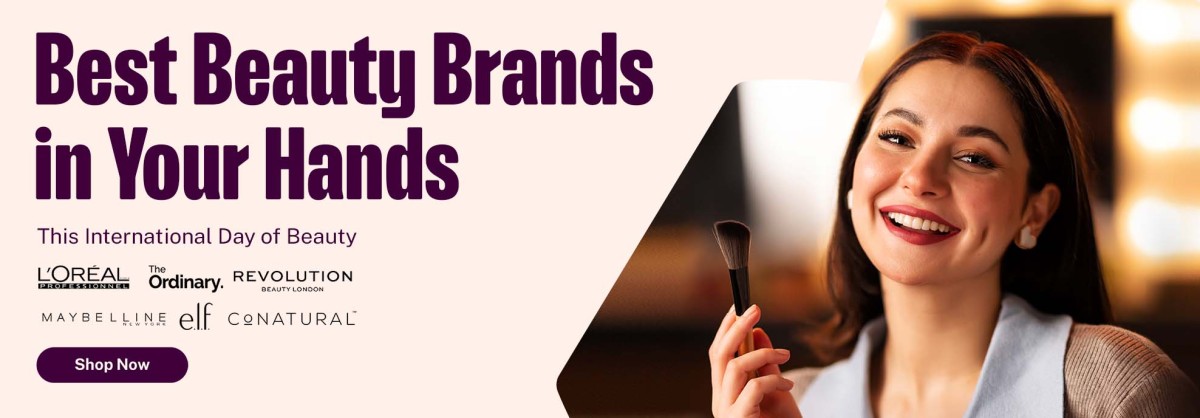 Best Beauty Brands
in Your Hands
This International Day of Beauty
L'ORÉAL
PROFESSIONNEL
The
Ordinary.
REVOLUTION
BEAUTY LONDON
MAYBELLINE
NEW YORK
e.l.f.
CoNATURAL™
Shop Now